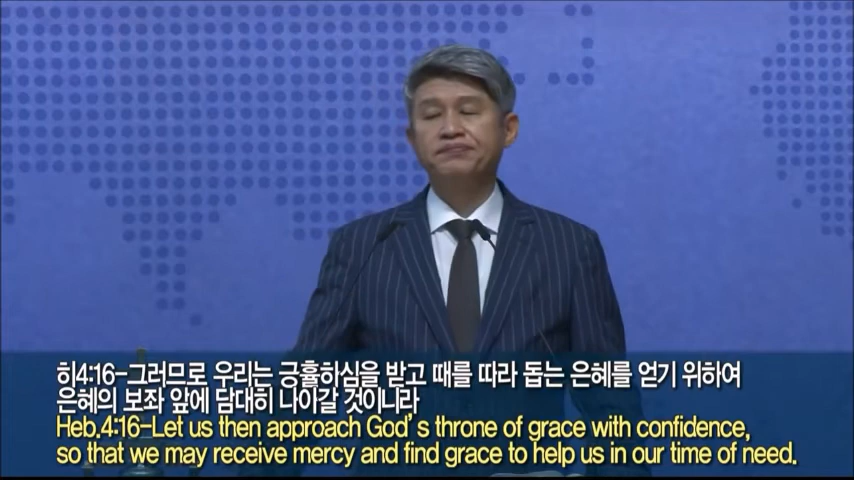 히4:16-그러므로 우리는 긍휼하심을 받고 때를 따라 돕는 은혜를 얻기 위하여
은혜의 보좌 앞에 담대히 나아갈 것이니라
Heb.4:16-Let us then approach God's throne of grace with confidence,
so that we may receive mercy and find grace to help us in our time of need.